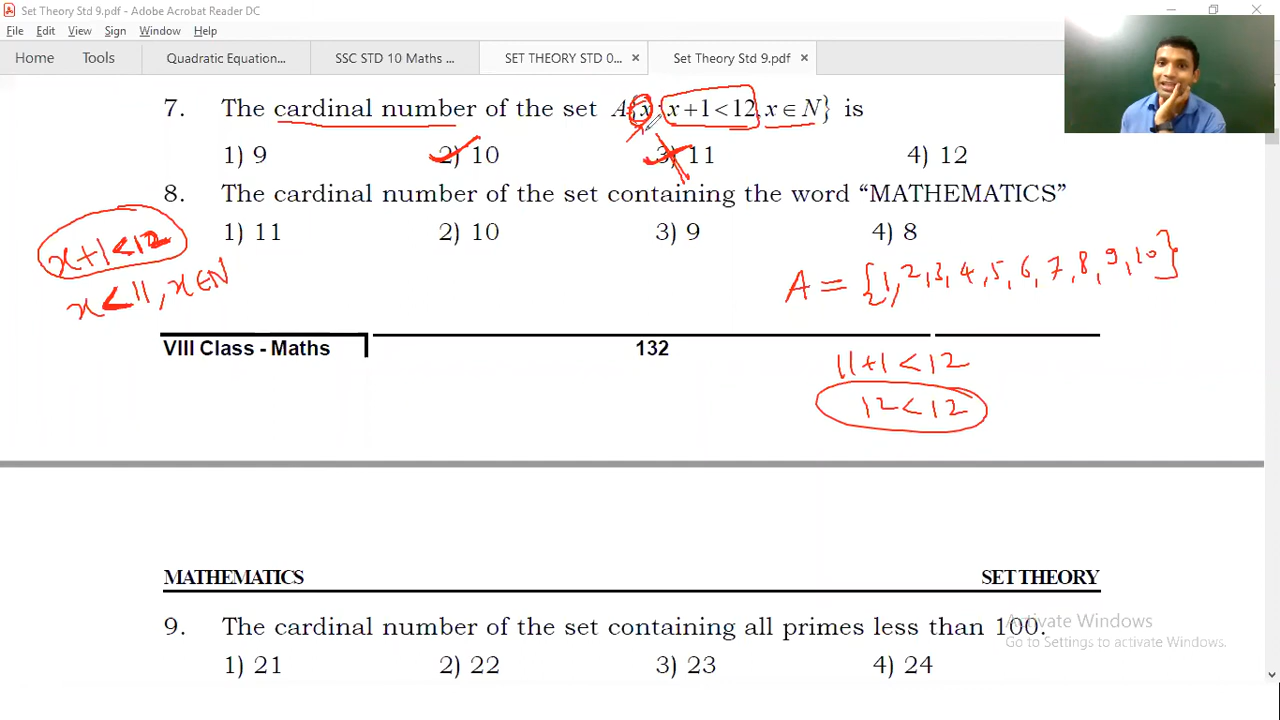 Set Theory Std 9.pdf - Adobe Acrobat Reader DC
File Edit View Sign Window Help
Home Tools Quadratic Equation... SSC STD 10 Maths ... SET THEORY STD 0... × Set Theory Std 9.pdf ×
7. The cardinal number of the set A{x: x+1<12, x∈N} is
1) 9 2) 10 3) 11 4) 12
8. The cardinal number of the set containing the word “MATHEMATICS”
1) 11 2) 10 3) 9 4) 8
x+1<12
x<11, x∈N
A = {1,2,3,4,5,6,7,8,9,10}
VIII Class - Maths 132
11+1<12
12<12
MATHEMATICS SET THEORY
9. The cardinal number of the set containing all primes less than 100.
1) 21 2) 22 3) 23 4) 24
Activate Windows
Go to Settings to activate Windows.